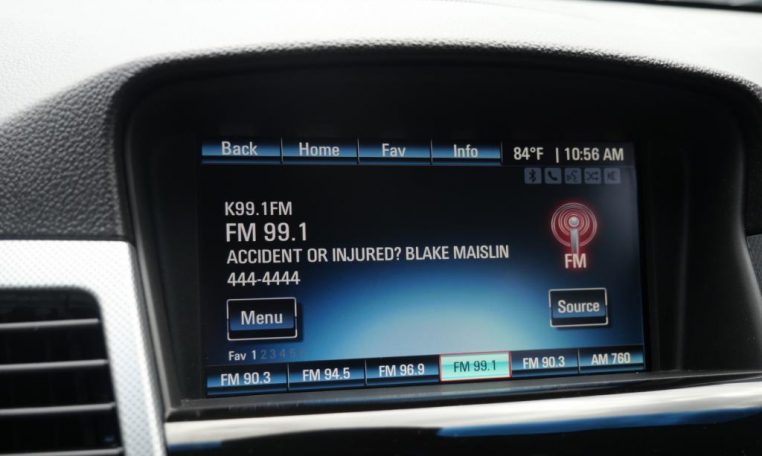 Back Home Fav Info 84°F | 10:56 AM
K99.1FM
FM 99.1
ACCIDENT OR INJURED? BLAKE MAISLIN
444-4444
FM
Menu Source
Fav 1 2 3 4 5
FM 90.3 FM 94.5 FM 96.9 FM 99.1 FM 90.3 AM 760